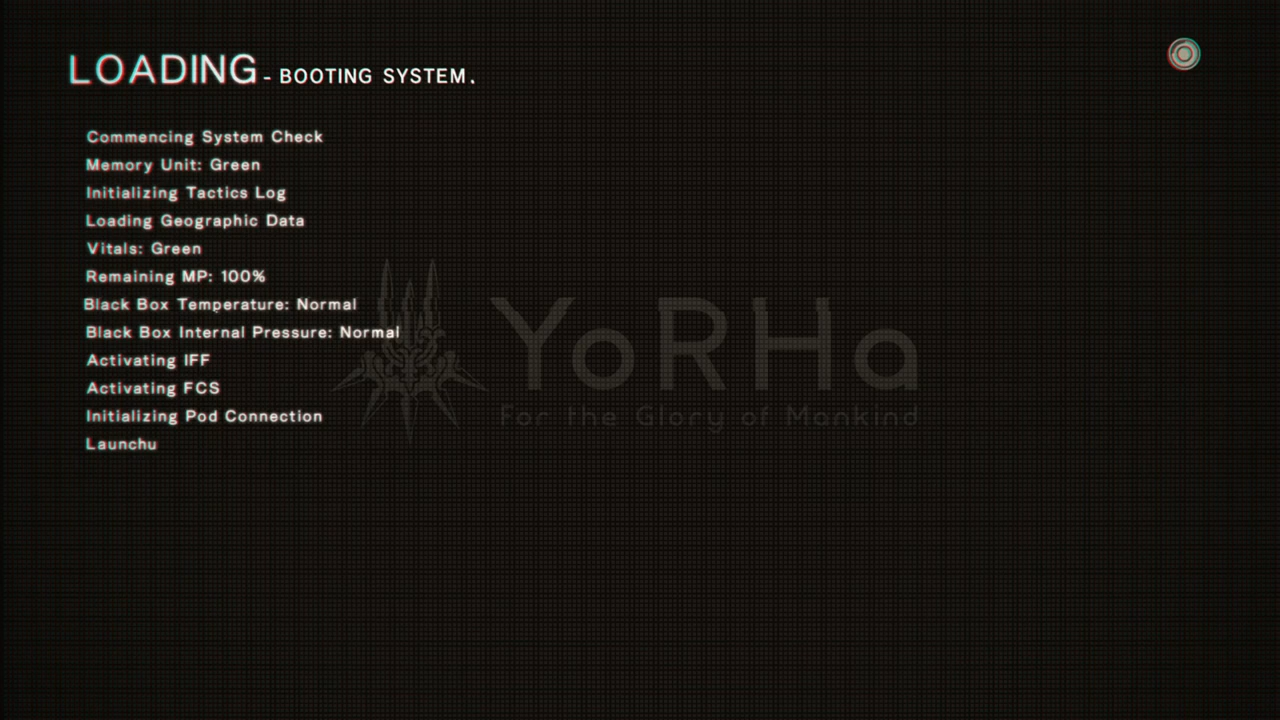 LOADING - BOOTING SYSTEM.
Commencing System Check
Memory Unit: Green
Initializing Tactics Log
Loading Geographic Data
Vitals: Green
Remaining MP: 100%
Black Box Temperature: Normal
Black Box Internal Pressure: Normal
Activating IFF
Activating FCS
Initializing Pod Connection
Launchu
YoRHa
For the Glory of Mankind